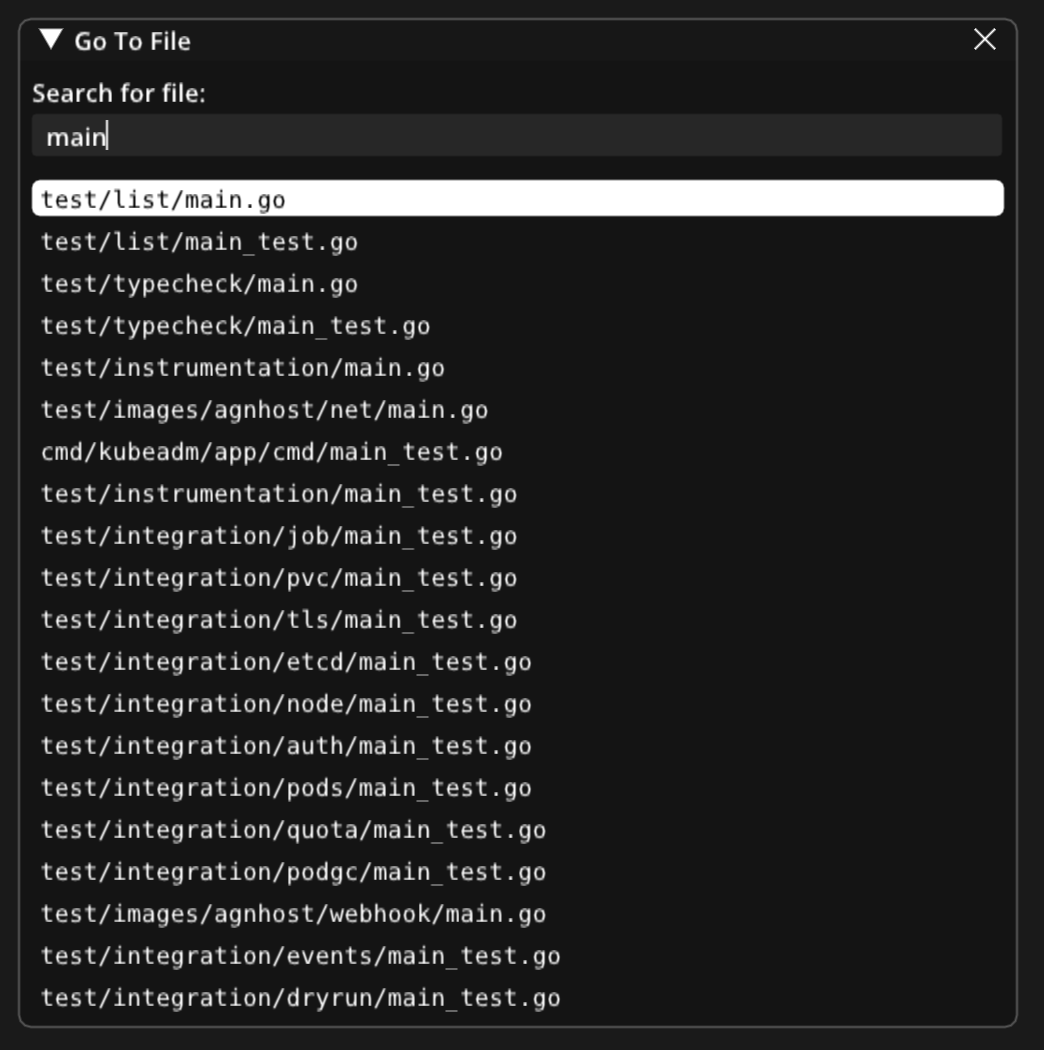 Go To File
Search for file:
main
test/list/main.go
test/list/main_test.go
test/typecheck/main.go
test/typecheck/main_test.go
test/instrumentation/main.go
test/images/agnhost/net/main.go
cmd/kubeadm/app/cmd/main_test.go
test/instrumentation/main_test.go
test/integration/job/main_test.go
test/integration/pvc/main_test.go
test/integration/tls/main_test.go
test/integration/etcd/main_test.go
test/integration/node/main_test.go
test/integration/auth/main_test.go
test/integration/pods/main_test.go
test/integration/quota/main_test.go
test/integration/podgc/main_test.go
test/images/agnhost/webhook/main.go
test/integration/events/main_test.go
test/integration/dryrun/main_test.go